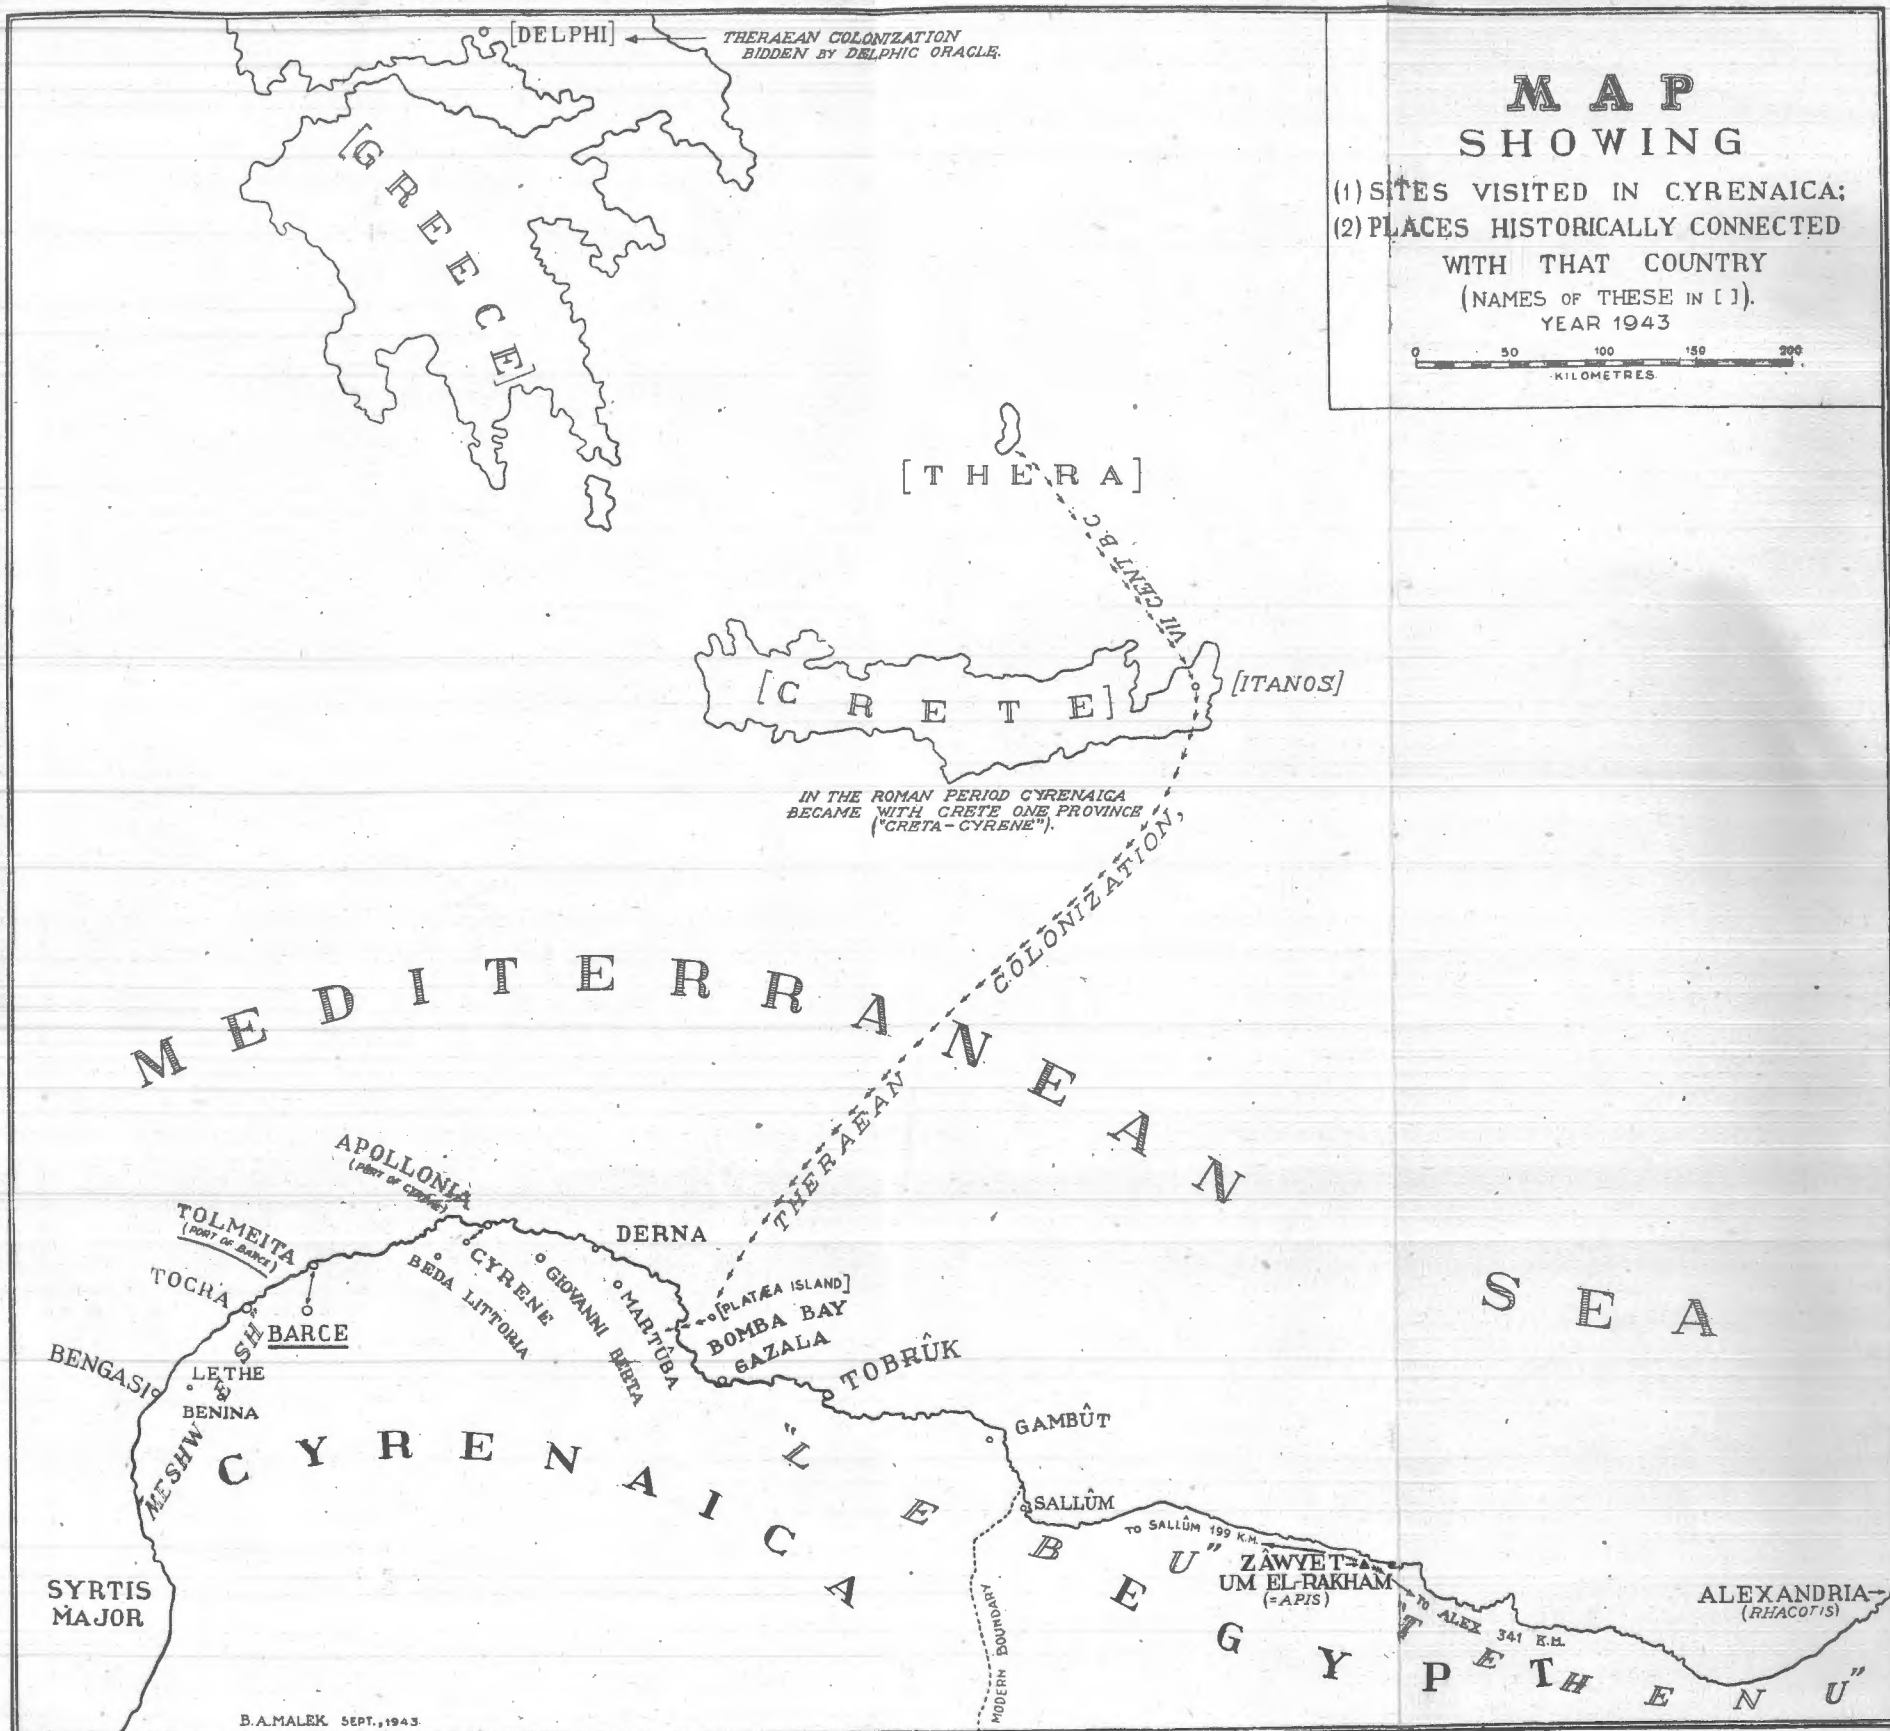 [DELPHI]
THERAEAN COLONIZATION
BIDDEN BY DELPHIC ORACLE.
MAP
SHOWING
(1) SITES VISITED IN CYRENAICA;
(2) PLACES HISTORICALLY CONNECTED
WITH THAT COUNTRY
(NAMES OF THESE IN [ ]).
YEAR 1943
0 50 100 150 200
KILOMETRES
[GREECE]
[THERA]
VII CENT B.C
[CRETE]
[ITANOS]
IN THE ROMAN PERIOD CYRENAICA
BECAME WITH CRETE ONE PROVINCE
("CRETA-CYRENE").
THERAEAN COLONIZATION,
MEDITERRANEAN SEA
APOLLONIA
(PORT OF CYRENE)
TOLMEITA
(PORT OF BARCE)
TOCRA
BARCE
BENGASI
LETHE
BENINA
MESHWESH
CYRENE
BEDA LITTORIA
GIOVANNI BERTA
DERNA
MARTÛBA
[PLATÆA ISLAND]
BOMBA BAY
GAZALA
TOBRÛK
GAMBÛT
SALLÛM
CYRENAICA
"LEBU"
TO SALLÛM 199 K.M.
ZÂWYET
UM EL-RAKHAM
(=APIS)
TO ALEX 341 K.M.
ALEXANDRIA
(RHACOTIS)
EGYPT
"TEHENU"
SYRTIS
MAJOR
MODERN BOUNDARY
B.A.MALEK SEPT., 1943.